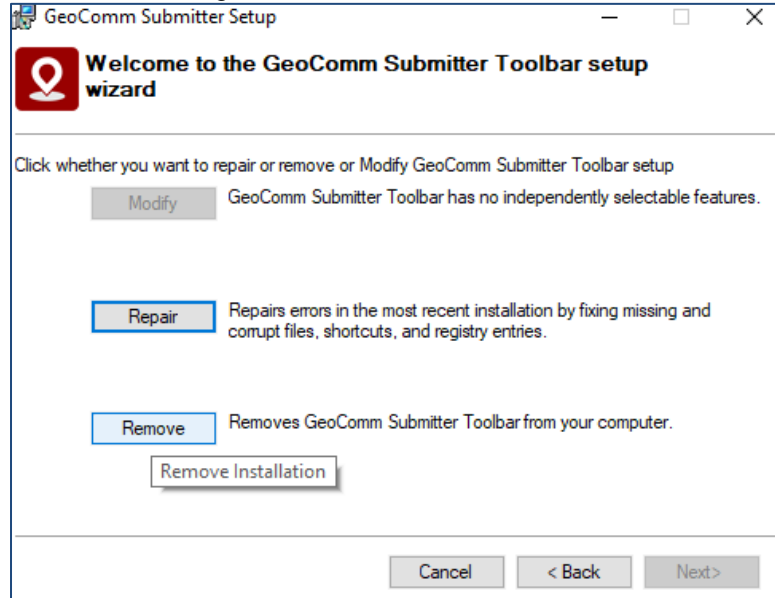 GeoComm Submitter Setup
Welcome to the GeoComm Submitter Toolbar setup
wizard
Click whether you want to repair or remove or Modify GeoComm Submitter Toolbar setup
Modify
GeoComm Submitter Toolbar has no independently selectable features.
Repair
Repairs errors in the most recent installation by fixing missing and
corrupt files, shortcuts, and registry entries.
Remove
Removes GeoComm Submitter Toolbar from your computer.
Remove Installation
Cancel
< Back
Next>